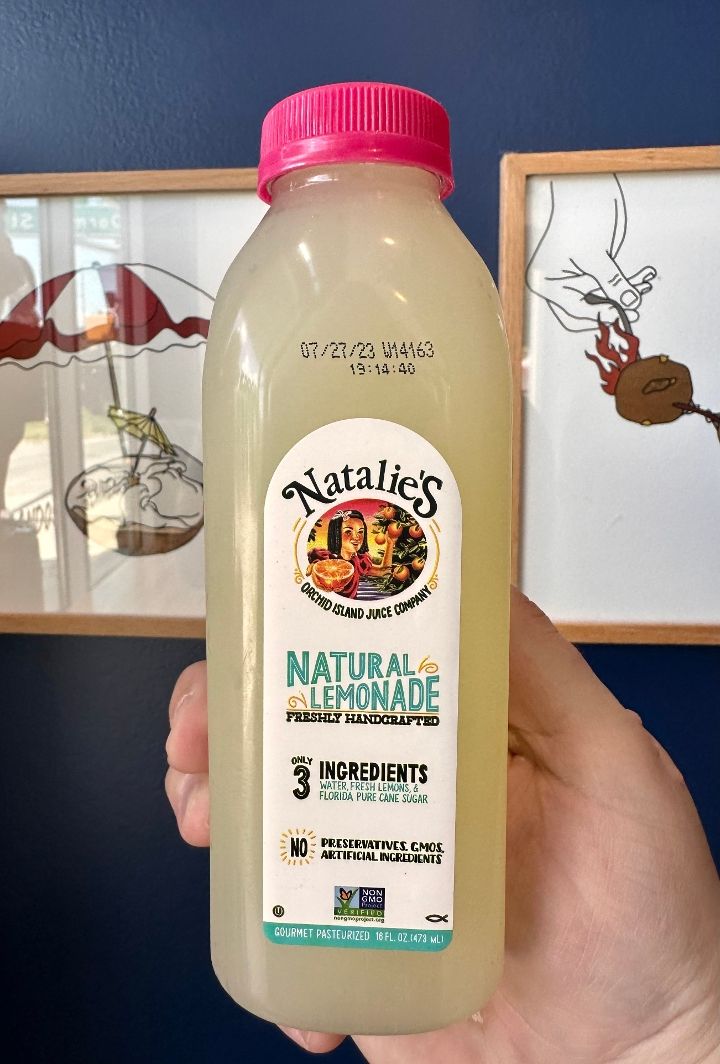 07/27/23 W14163
19:14:40
Natalie's
ORCHID ISLAND JUICE COMPANY
NATURAL
LEMONADE
FRESHLY HANDCRAFTED
ONLY
3 INGREDIENTS
WATER, FRESH LEMONS, &
FLORIDA PURE CANE SUGAR
NO PRESERVATIVES, GMOS,
ARTIFICIAL INGREDIENTS
NON
GMO
Project
VERIFIED
nongmoproject.org
U
GOURMET PASTEURIZED 16 FL. OZ. (473 ML)